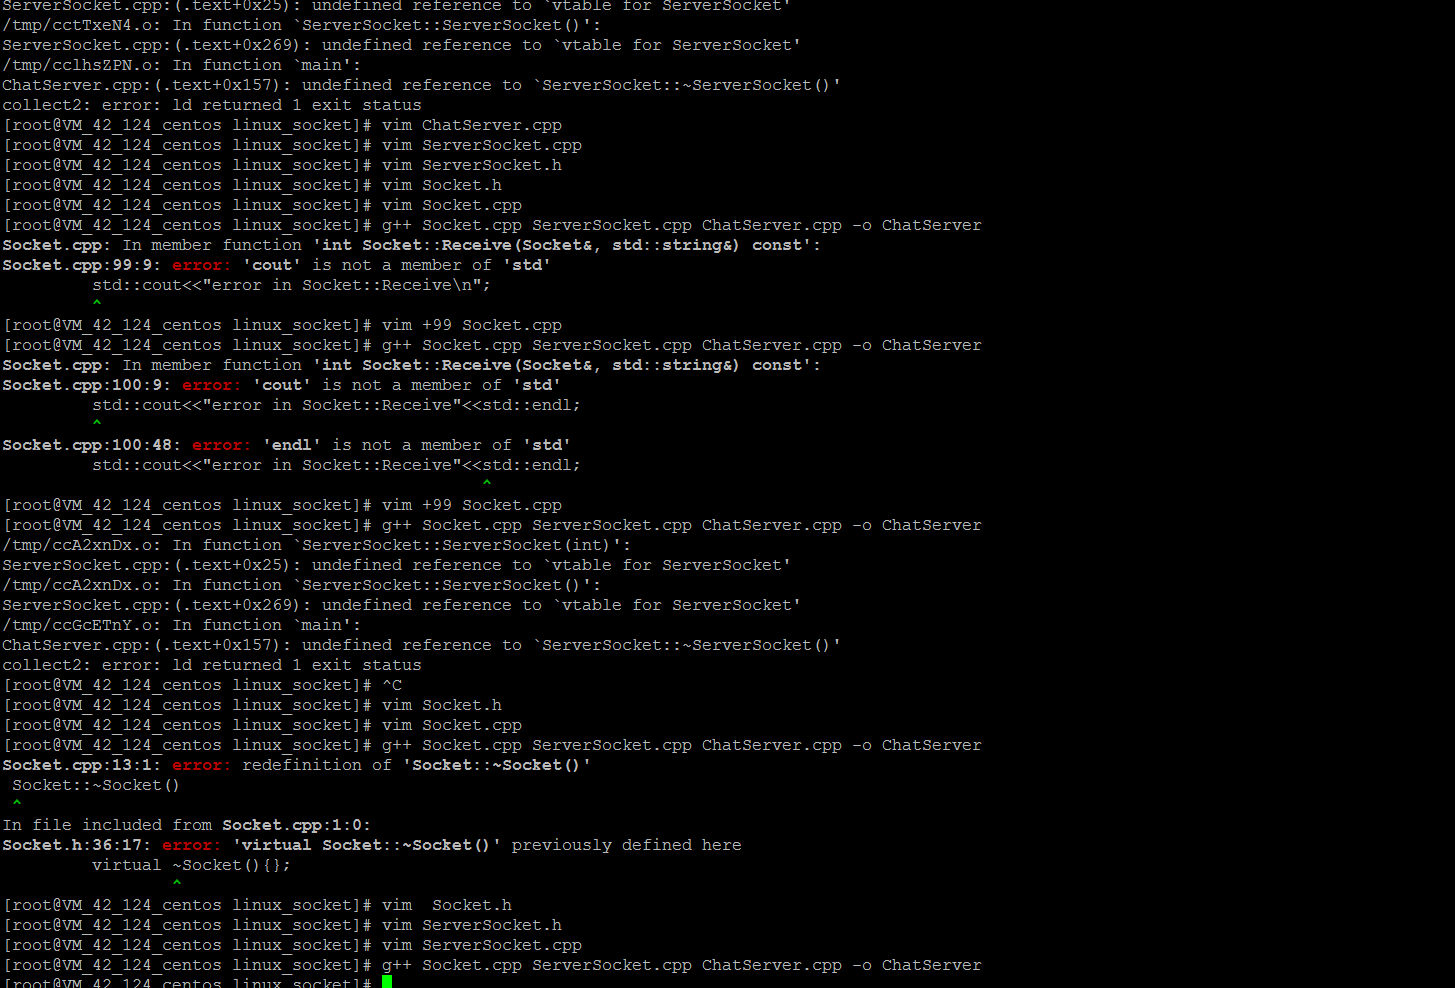 ServerSocket.cpp:(.text+0x25): undefined reference to `vtable for ServerSocket'
/tmp/cctTxeN4.o: In function `ServerSocket::ServerSocket()':
ServerSocket.cpp:(.text+0x269): undefined reference to `vtable for ServerSocket'
/tmp/cclhsZPN.o: In function `main':
ChatServer.cpp:(.text+0x157): undefined reference to `ServerSocket::~ServerSocket()'
collect2: error: ld returned 1 exit status
[root@VM_42_124_centos linux_socket]# vim ChatServer.cpp
[root@VM_42_124_centos linux_socket]# vim ServerSocket.cpp
[root@VM_42_124_centos linux_socket]# vim ServerSocket.h
[root@VM_42_124_centos linux_socket]# vim Socket.h
[root@VM_42_124_centos linux_socket]# vim Socket.cpp
[root@VM_42_124_centos linux_socket]# g++ Socket.cpp ServerSocket.cpp ChatServer.cpp -o ChatServer
Socket.cpp: In member function 'int Socket::Receive(Socket&, std::string&) const':
Socket.cpp:99:9: error: 'cout' is not a member of 'std'
         std::cout<<"error in Socket::Receive\n";
         ^
[root@VM_42_124_centos linux_socket]# vim +99 Socket.cpp
[root@VM_42_124_centos linux_socket]# g++ Socket.cpp ServerSocket.cpp ChatServer.cpp -o ChatServer
Socket.cpp: In member function 'int Socket::Receive(Socket&, std::string&) const':
Socket.cpp:100:9: error: 'cout' is not a member of 'std'
         std::cout<<"error in Socket::Receive"<<std::endl;
         ^
Socket.cpp:100:48: error: 'endl' is not a member of 'std'
         std::cout<<"error in Socket::Receive"<<std::endl;
                                                ^
[root@VM_42_124_centos linux_socket]# vim +99 Socket.cpp
[root@VM_42_124_centos linux_socket]# g++ Socket.cpp ServerSocket.cpp ChatServer.cpp -o ChatServer
/tmp/ccA2xnDx.o: In function `ServerSocket::ServerSocket(int)':
ServerSocket.cpp:(.text+0x25): undefined reference to `vtable for ServerSocket'
/tmp/ccA2xnDx.o: In function `ServerSocket::ServerSocket()':
ServerSocket.cpp:(.text+0x269): undefined reference to `vtable for ServerSocket'
/tmp/ccGcETnY.o: In function `main':
ChatServer.cpp:(.text+0x157): undefined reference to `ServerSocket::~ServerSocket()'
collect2: error: ld returned 1 exit status
[root@VM_42_124_centos linux_socket]# ^C
[root@VM_42_124_centos linux_socket]# vim Socket.h
[root@VM_42_124_centos linux_socket]# vim Socket.cpp
[root@VM_42_124_centos linux_socket]# g++ Socket.cpp ServerSocket.cpp ChatServer.cpp -o ChatServer
Socket.cpp:13:1: error: redefinition of 'Socket::~Socket()'
 Socket::~Socket()
 ^
In file included from Socket.cpp:1:0:
Socket.h:36:17: error: 'virtual Socket::~Socket()' previously defined here
         virtual ~Socket(){};
                 ^
[root@VM_42_124_centos linux_socket]# vim  Socket.h
[root@VM_42_124_centos linux_socket]# vim ServerSocket.h
[root@VM_42_124_centos linux_socket]# vim ServerSocket.cpp
[root@VM_42_124_centos linux_socket]# g++ Socket.cpp ServerSocket.cpp ChatServer.cpp -o ChatServer
[root@VM_42_124_centos linux_socket]#